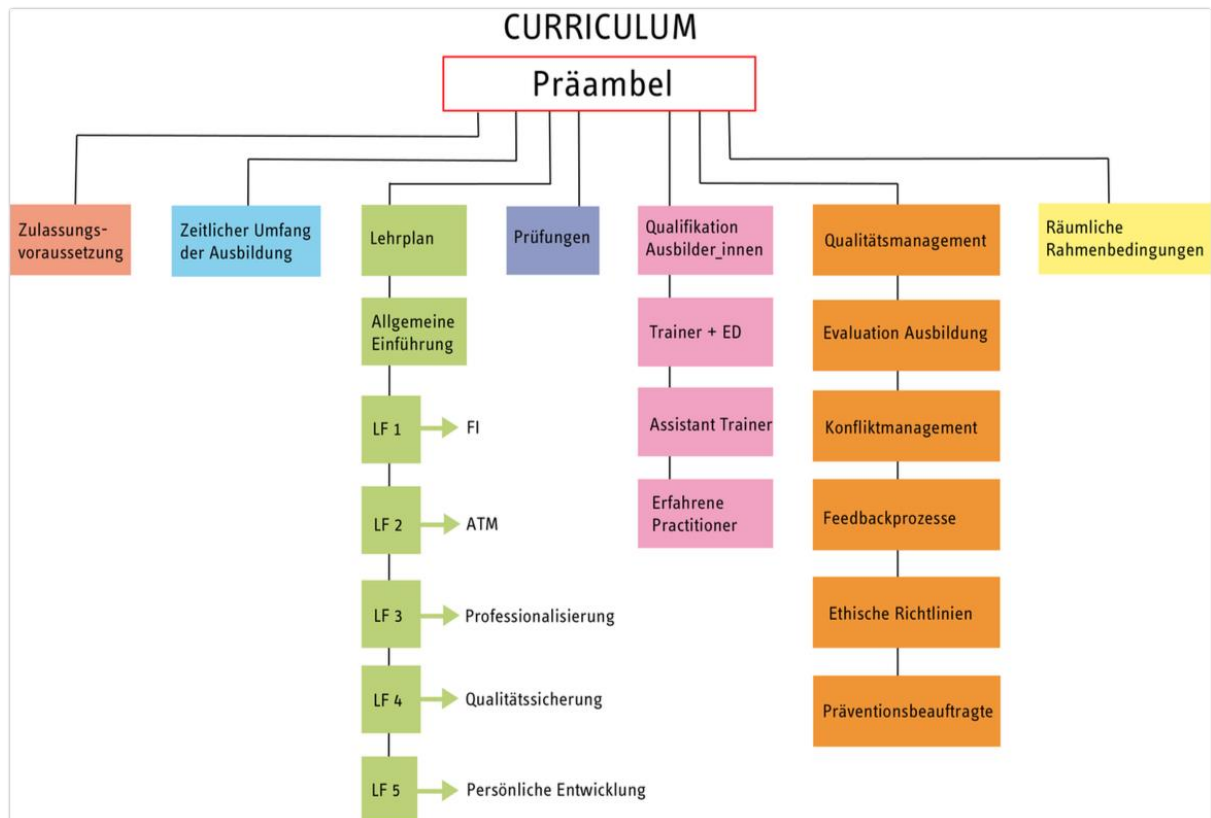 CURRICULUM
Präambel
Zulassungs-
voraussetzung
Zeitlicher Umfang
der Ausbildung
Lehrplan
Prüfungen
Qualifikation
Ausbilder_innen
Qualitätsmanagement
Räumliche
Rahmenbedingungen
Allgemeine
Einführung
Trainer + ED
Evaluation Ausbildung
LF 1
FI
Assistant Trainer
Konfliktmanagement
LF 2
ATM
Erfahrene
Practitioner
Feedbackprozesse
LF 3
Professionalisierung
Ethische Richtlinien
LF 4
Qualitätssicherung
Präventionsbeauftragte
LF 5
Persönliche Entwicklung